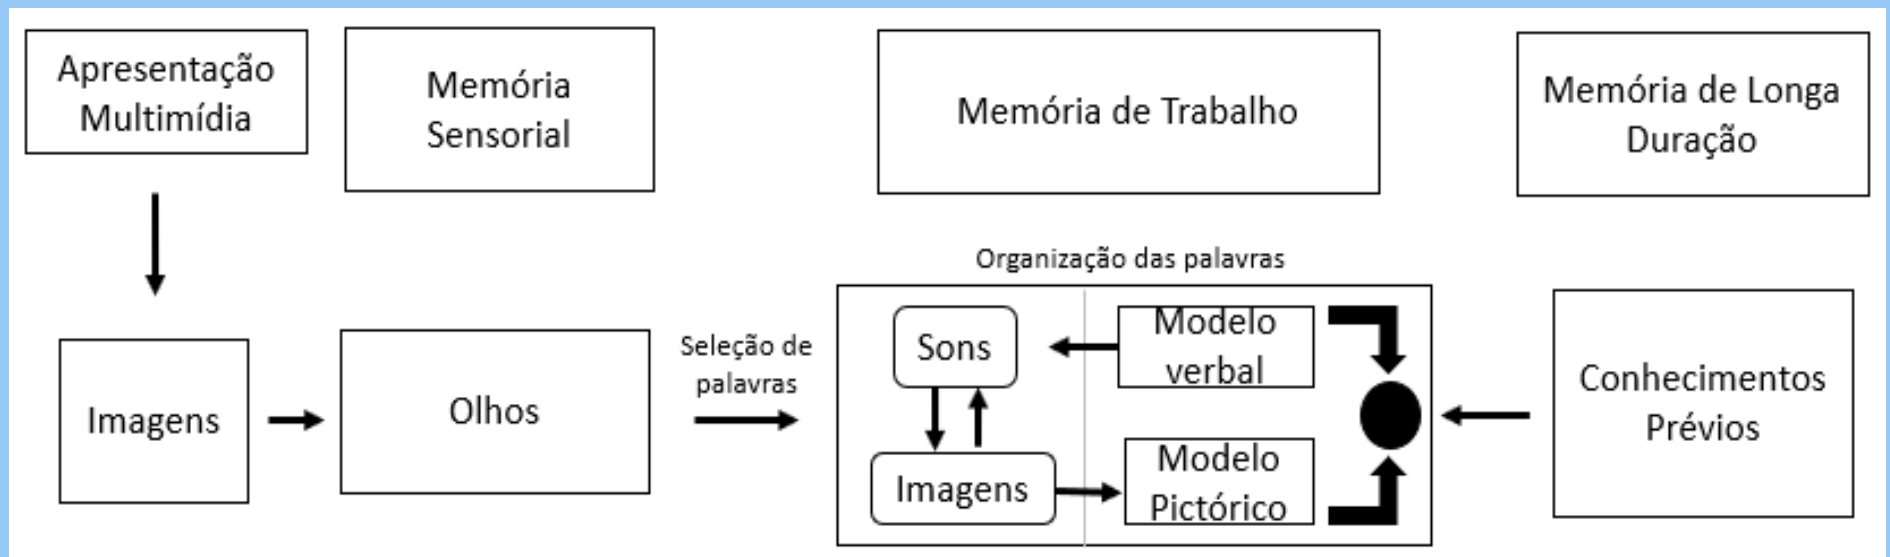 Apresentação
Multimídia
Memória
Sensorial
Memória de Trabalho
Memória de Longa
Duração
Imagens
Olhos
Seleção de
palavras
Organização das palavras
Sons
Modelo
verbal
Imagens
Modelo
Pictórico
Conhecimentos
Prévios